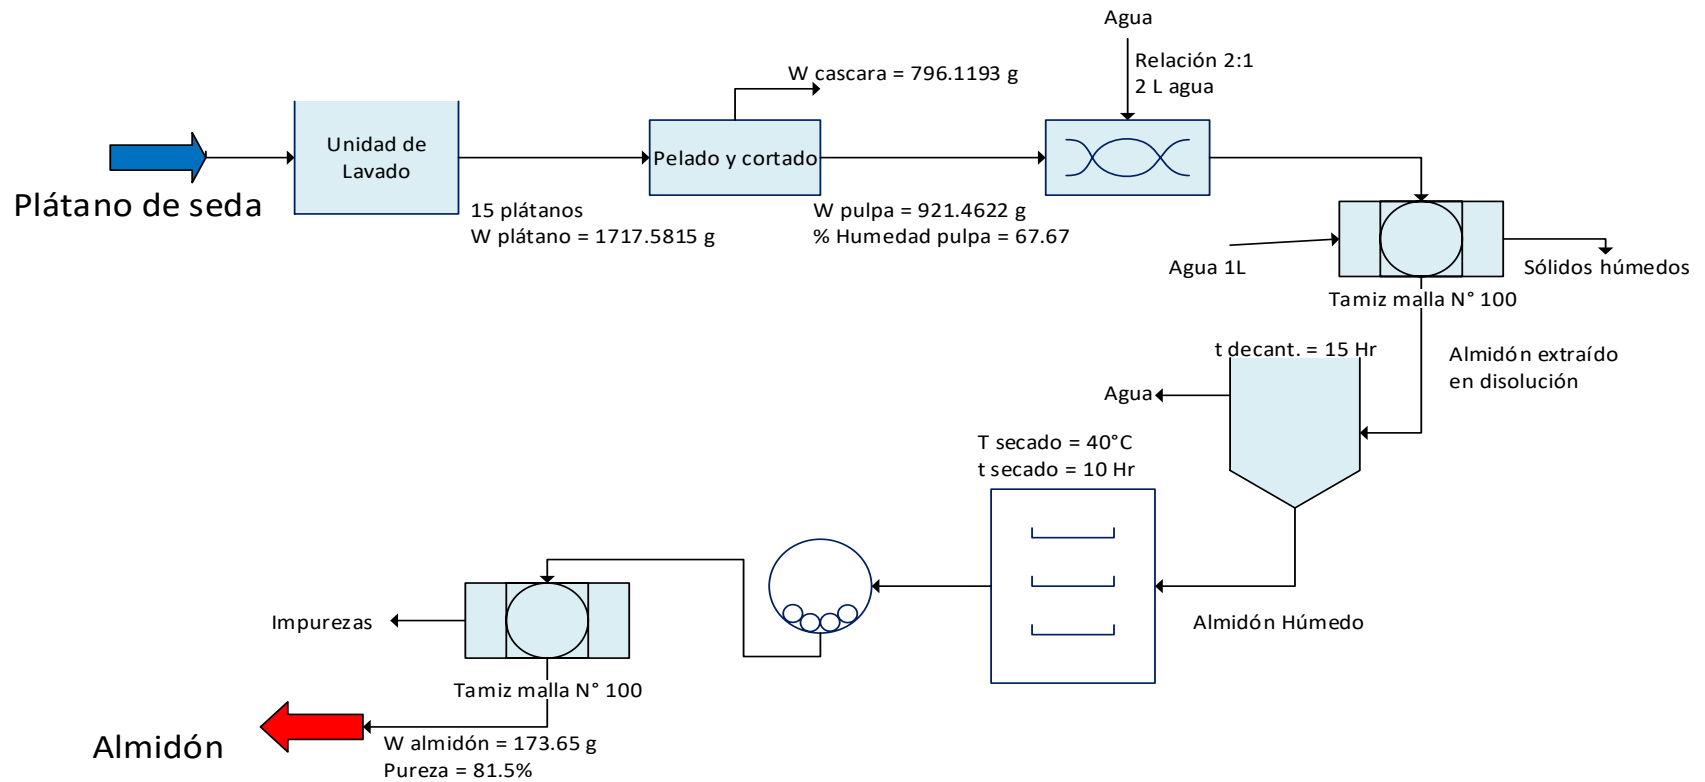 Agua
Relación 2:1
2 L agua
W cascara = 796.1193 g
Unidad de
Lavado
Pelado y cortado
Plátano de seda
15 plátanos
W plátano = 1717.5815 g
W pulpa = 921.4622 g
% Humedad pulpa = 67.67
Agua 1L
Sólidos húmedos
Tamiz malla N° 100
t decant. = 15 Hr
Almidón extraído
en disolución
Agua
T secado = 40°C
t secado = 10 Hr
Almidón Húmedo
Impurezas
Tamiz malla N° 100
Almidón
W almidón = 173.65 g
Pureza = 81.5%